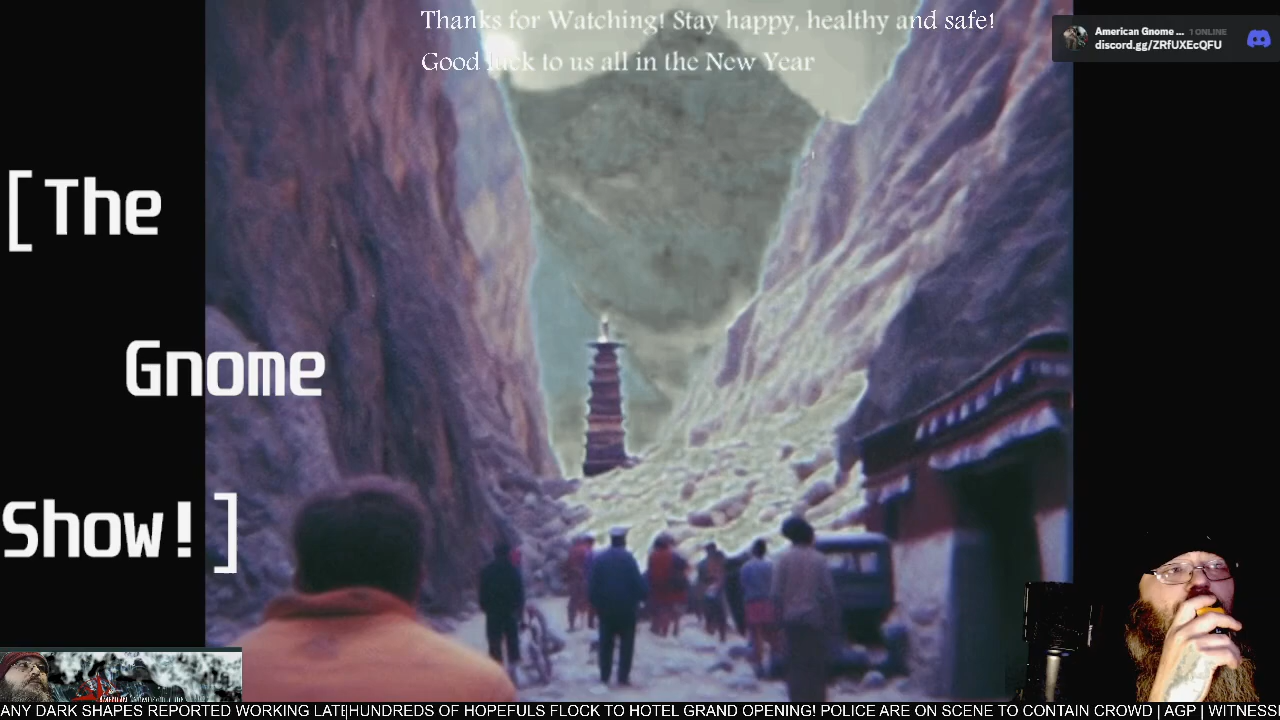 Thanks for Watching! Stay happy, healthy and safe!
Good luck to us all in the New Year
American Gnome ... 1 ONLINE
discord.gg/ZRfUXEcQFU
[The
Gnome
Show!]
ANY DARK SHAPES REPORTED WORKING LATE|HUNDREDS OF HOPEFULS FLOCK TO HOTEL GRAND OPENING! POLICE ARE ON SCENE TO CONTAIN CROWD | AGP | WITNESS